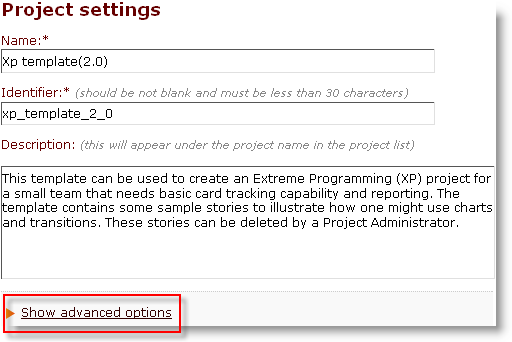 Project settings
Name:*
Xp template(2.0)
Identifier:* (should be not blank and must be less than 30 characters)
xp_template_2_0
Description: (this will appear under the project name in the project list)
This template can be used to create an Extreme Programming (XP) project for
a small team that needs basic card tracking capability and reporting. The
template contains some sample stories to illustrate how one might use charts
and transitions. These stories can be deleted by a Project Administrator.
Show advanced options